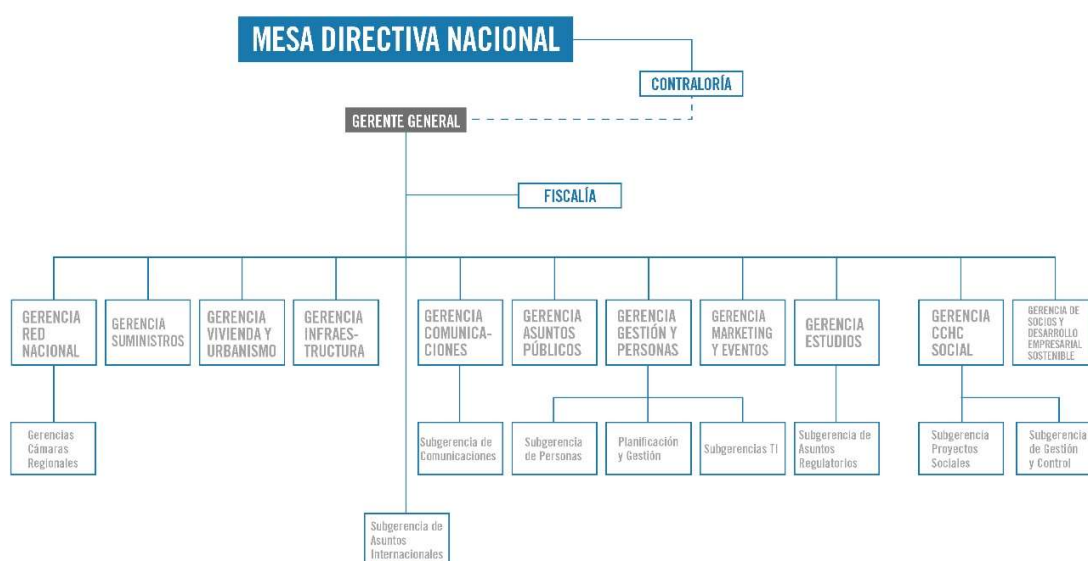 MESA DIRECTIVA NACIONAL
CONTRALORÍA
GERENTE GENERAL
FISCALÍA
GERENCIA
RED
NACIONAL
GERENCIA
SUMINISTROS
GERENCIA
VIVIENDA Y
URBANISMO
GERENCIA
INFRAES-
TRUCTURA
GERENCIA
COMUNICA-
CIONES
GERENCIA
ASUNTOS
PÚBLICOS
GERENCIA
GESTIÓN Y
PERSONAS
GERENCIA
MARKETING
Y EVENTOS
GERENCIA
ESTUDIOS
GERENCIA
CCHC
SOCIAL
GERENCIA DE
SOCIOS Y
DESARROLLO
EMPRESARIAL
SOSTENIBLE
Gerencias
Cámaras
Regionales
Subgerencia de
Comunicaciones
Subgerencia
de Personas
Planificación
y Gestión
Subgerencias TI
Subgerencia de
Asuntos
Regulatorios
Subgerencia
Proyectos
Sociales
Subgerencia
de Gestión
y Control
Subgerencia de
Asuntos
Internacionales